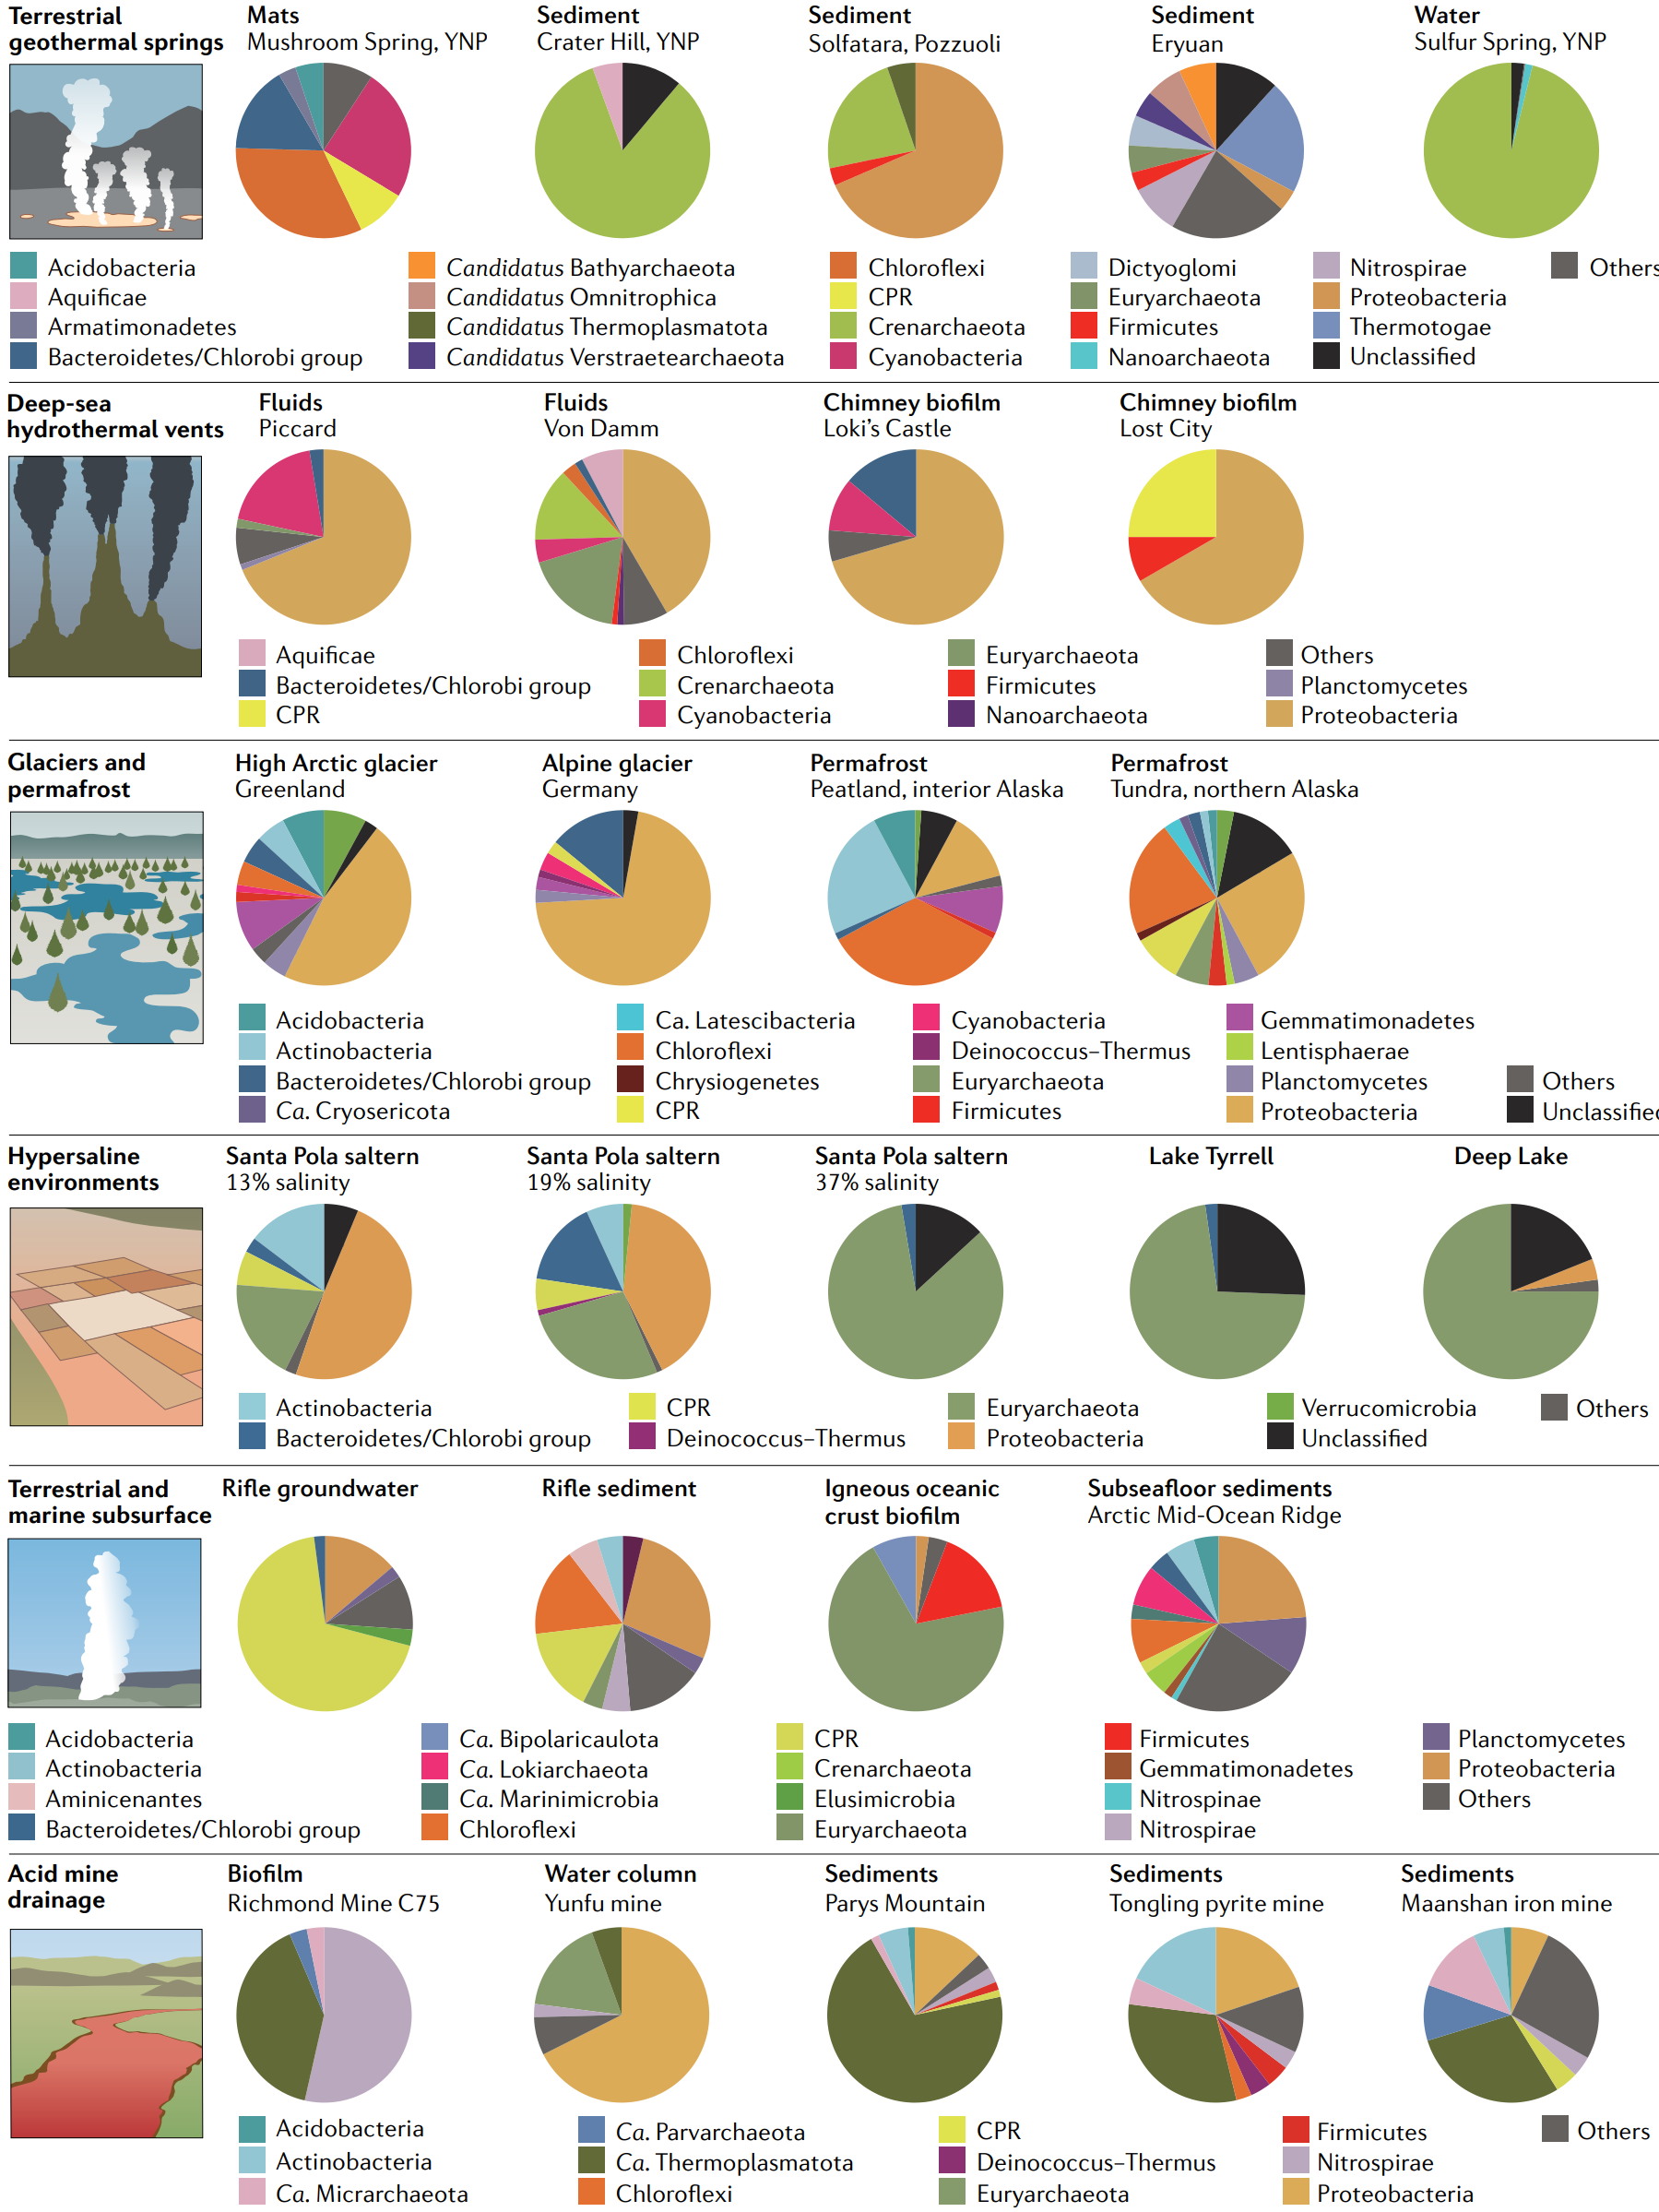 Terrestrial
geothermal springs
Mats
Mushroom Spring, YNP
Sediment
Crater Hill, YNP
Sediment
Solfatara, Pozzuoli
Sediment
Eryuan
Water
Sulfur Spring, YNP
Acidobacteria
Aquificae
Armatimonadetes
Bacteroidetes/Chlorobi group
Candidatus Bathyarchaeota
Candidatus Omnitrophica
Candidatus Thermoplasmatota
Candidatus Verstraetearchaeota
Chloroflexi
CPR
Crenarchaeota
Cyanobacteria
Dictyoglomi
Euryarchaeota
Firmicutes
Nanoarchaeota
Nitrospirae
Proteobacteria
Thermotogae
Unclassified
Others
Deep-sea
hydrothermal vents
Fluids
Piccard
Fluids
Von Damm
Chimney biofilm
Loki's Castle
Chimney biofilm
Lost City
Aquificae
Bacteroidetes/Chlorobi group
CPR
Chloroflexi
Crenarchaeota
Cyanobacteria
Euryarchaeota
Firmicutes
Nanoarchaeota
Others
Planctomycetes
Proteobacteria
Glaciers and
permafrost
High Arctic glacier
Greenland
Alpine glacier
Germany
Permafrost
Peatland, interior Alaska
Permafrost
Tundra, northern Alaska
Acidobacteria
Actinobacteria
Bacteroidetes/Chlorobi group
Ca. Cryosericota
Ca. Latescibacteria
Chloroflexi
Chrysiogenetes
CPR
Cyanobacteria
Deinococcus–Thermus
Euryarchaeota
Firmicutes
Gemmatimonadetes
Lentisphaerae
Planctomycetes
Proteobacteria
Others
Unclassified
Hypersaline
environments
Santa Pola saltern
13% salinity
Santa Pola saltern
19% salinity
Santa Pola saltern
37% salinity
Lake Tyrrell
Deep Lake
Actinobacteria
Bacteroidetes/Chlorobi group
CPR
Deinococcus–Thermus
Euryarchaeota
Proteobacteria
Verrucomicrobia
Unclassified
Others
Terrestrial and
marine subsurface
Rifle groundwater
Rifle sediment
Igneous oceanic
crust biofilm
Subseafloor sediments
Arctic Mid-Ocean Ridge
Acidobacteria
Actinobacteria
Aminicenantes
Bacteroidetes/Chlorobi group
Ca. Bipolaricaulota
Ca. Lokiarchaeota
Ca. Marinimicrobia
Chloroflexi
CPR
Crenarchaeota
Elusimicrobia
Euryarchaeota
Firmicutes
Gemmatimonadetes
Nitrospinae
Nitrospirae
Planctomycetes
Proteobacteria
Others
Acid mine
drainage
Biofilm
Richmond Mine C75
Water column
Yunfu mine
Sediments
Parys Mountain
Sediments
Tongling pyrite mine
Sediments
Maanshan iron mine
Acidobacteria
Actinobacteria
Ca. Micrarchaeota
Ca. Parvarchaeota
Ca. Thermoplasmatota
Chloroflexi
CPR
Deinococcus–Thermus
Euryarchaeota
Firmicutes
Nitrospirae
Proteobacteria
Others